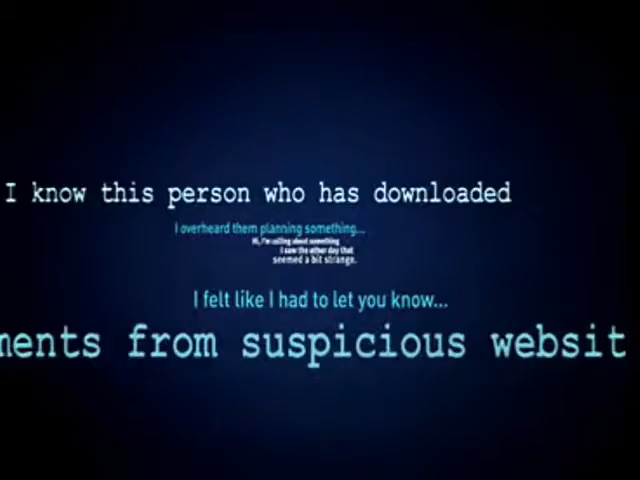 I know this person who has downloaded
I overheard them planning something...
Hi, I'm calling about something
I saw the other day that
seemed a bit strange.
I felt like I had to let you know...
ments from suspicious websit